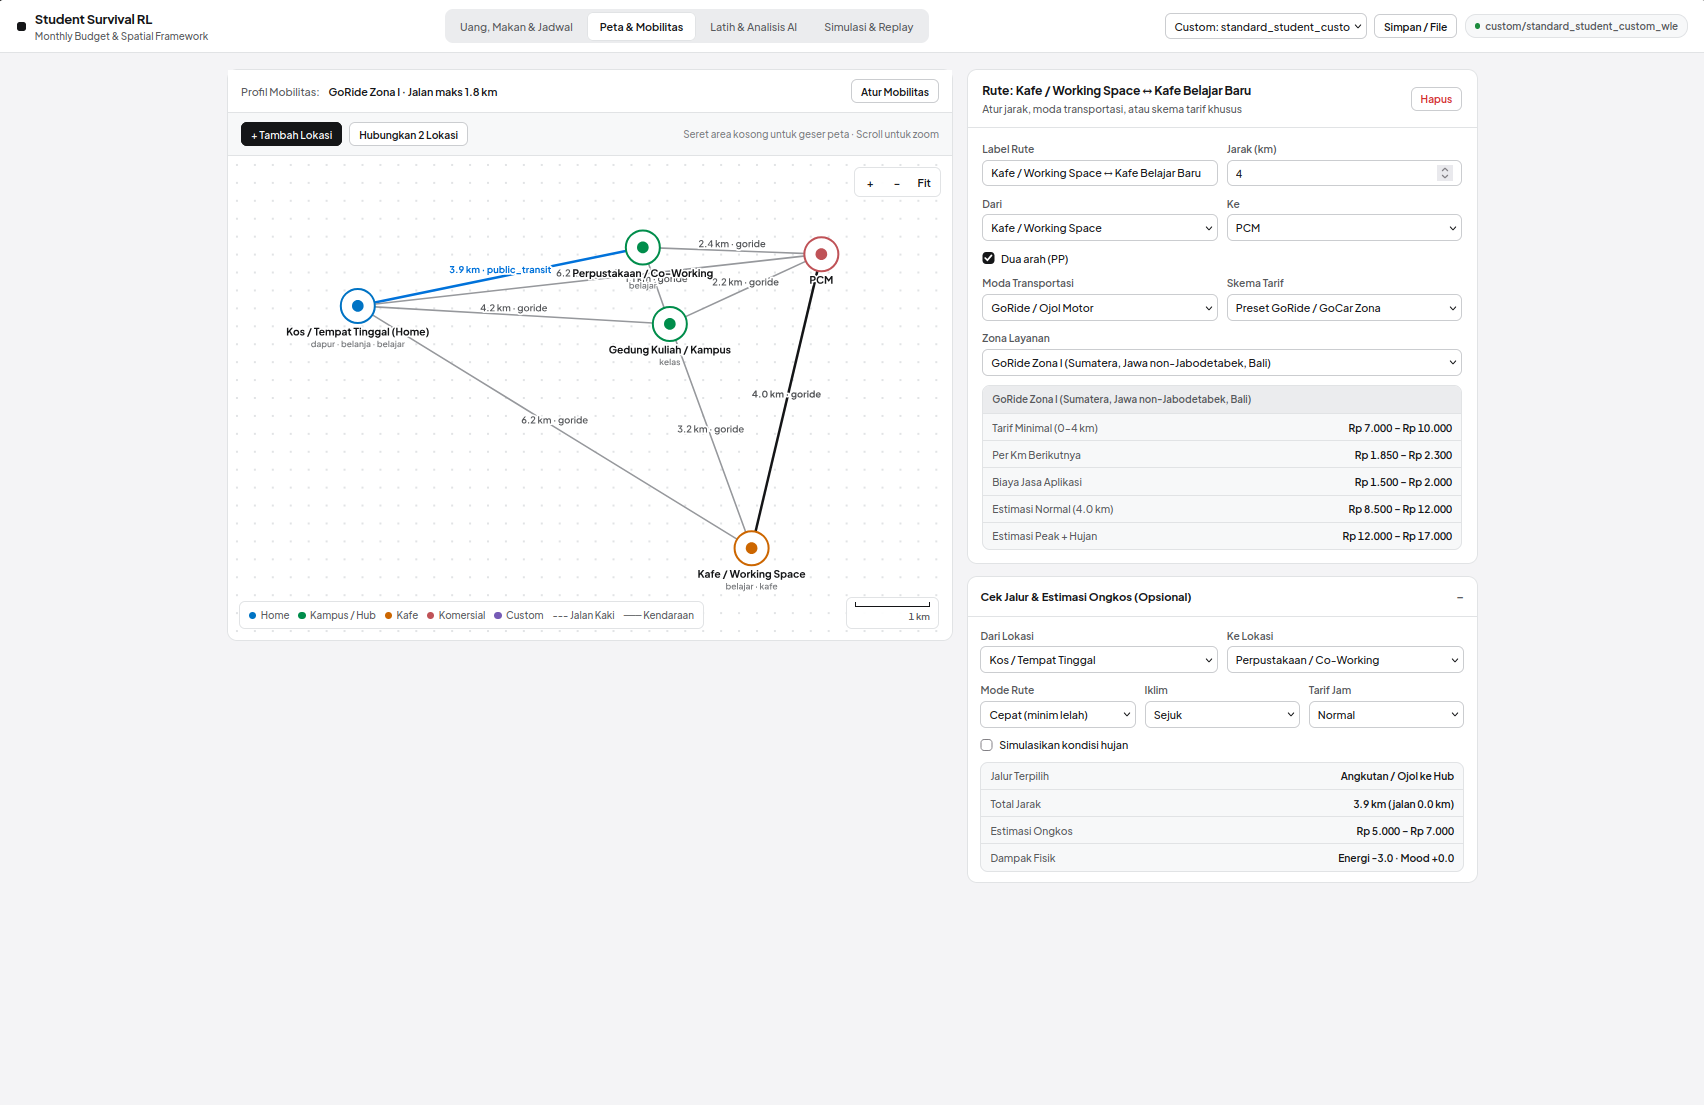 Student Survival RL
Monthly Budget & Spatial Framework
Uang, Makan & Jadwal
Peta & Mobilitas
Latih & Analisis AI
Simulasi & Replay
Custom: standard_student_custo
Simpan / File
custom/standard_student_custom_wle
Profil Mobilitas: GoRide Zona I · Jalan maks 1.8 km
Atur Mobilitas
+ Tambah Lokasi
Hubungkan 2 Lokasi
Seret area kosong untuk geser peta · Scroll untuk zoom
+
−
Fit
2.4 km · goride
3.9 km · public_transit
6.2
Perpustakaan / Co-Working
belajar
goride
2.2 km · goride
PCM
4.2 km · goride
Kos / Tempat Tinggal (Home)
dapur · belanja · belajar
Gedung Kuliah / Kampus
kelas
4.0 km · goride
6.2 km · goride
3.2 km · goride
Kafe / Working Space
belajar · kafe
Home
Kampus / Hub
Kafe
Komersial
Custom
Jalan Kaki
Kendaraan
1 km
Rute: Kafe / Working Space ↔ Kafe Belajar Baru
Atur jarak, moda transportasi, atau skema tarif khusus
Hapus
Label Rute
Jarak (km)
Kafe / Working Space ↔ Kafe Belajar Baru
4
Dari
Ke
Kafe / Working Space
PCM
Dua arah (PP)
Moda Transportasi
Skema Tarif
GoRide / Ojol Motor
Preset GoRide / GoCar Zona
Zona Layanan
GoRide Zona I (Sumatera, Jawa non-Jabodetabek, Bali)
GoRide Zona I (Sumatera, Jawa non-Jabodetabek, Bali)
Tarif Minimal (0–4 km) Rp 7.000 – Rp 10.000
Per Km Berikutnya Rp 1.850 – Rp 2.300
Biaya Jasa Aplikasi Rp 1.500 – Rp 2.000
Estimasi Normal (4.0 km) Rp 8.500 – Rp 12.000
Estimasi Peak + Hujan Rp 12.000 – Rp 17.000
Cek Jalur & Estimasi Ongkos (Opsional)
−
Dari Lokasi
Ke Lokasi
Kos / Tempat Tinggal
Perpustakaan / Co-Working
Mode Rute
Iklim
Tarif Jam
Cepat (minim lelah)
Sejuk
Normal
Simulasikan kondisi hujan
Jalur Terpilih Angkutan / Ojol ke Hub
Total Jarak 3.9 km (jalan 0.0 km)
Estimasi Ongkos Rp 5.000 – Rp 7.000
Dampak Fisik Energi -3.0 · Mood +0.0